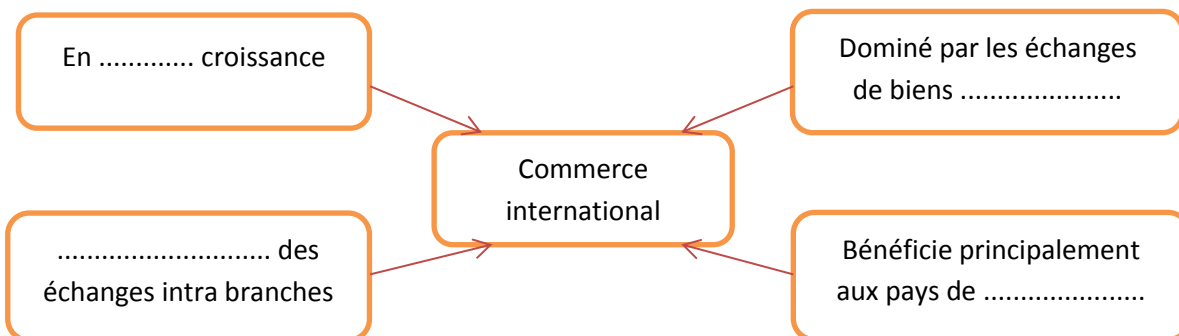 En ............. croissance
Dominé par les échanges
de biens ......................
Commerce
international
............................. des
échanges intra branches
Bénéficie principalement
aux pays de ......................